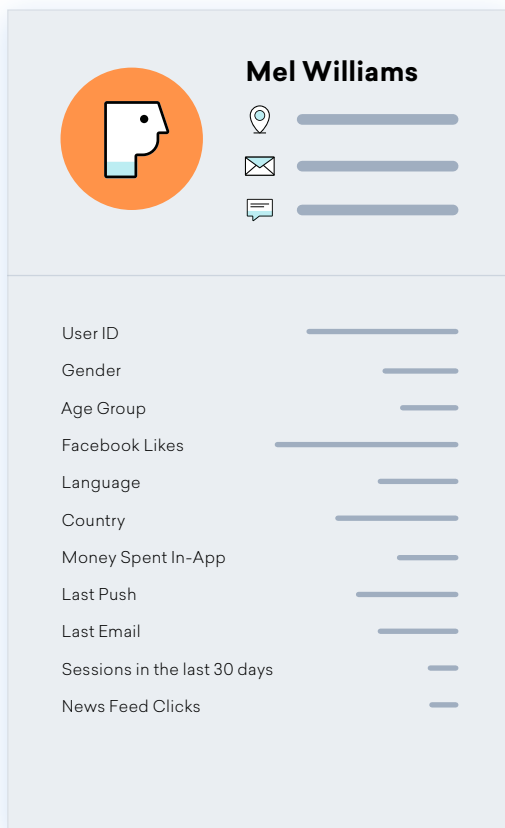 Mel Williams
User ID
Gender
Age Group
Facebook Likes
Language
Country
Money Spent In-App
Last Push
Last Email
Sessions in the last 30 days
News Feed Clicks